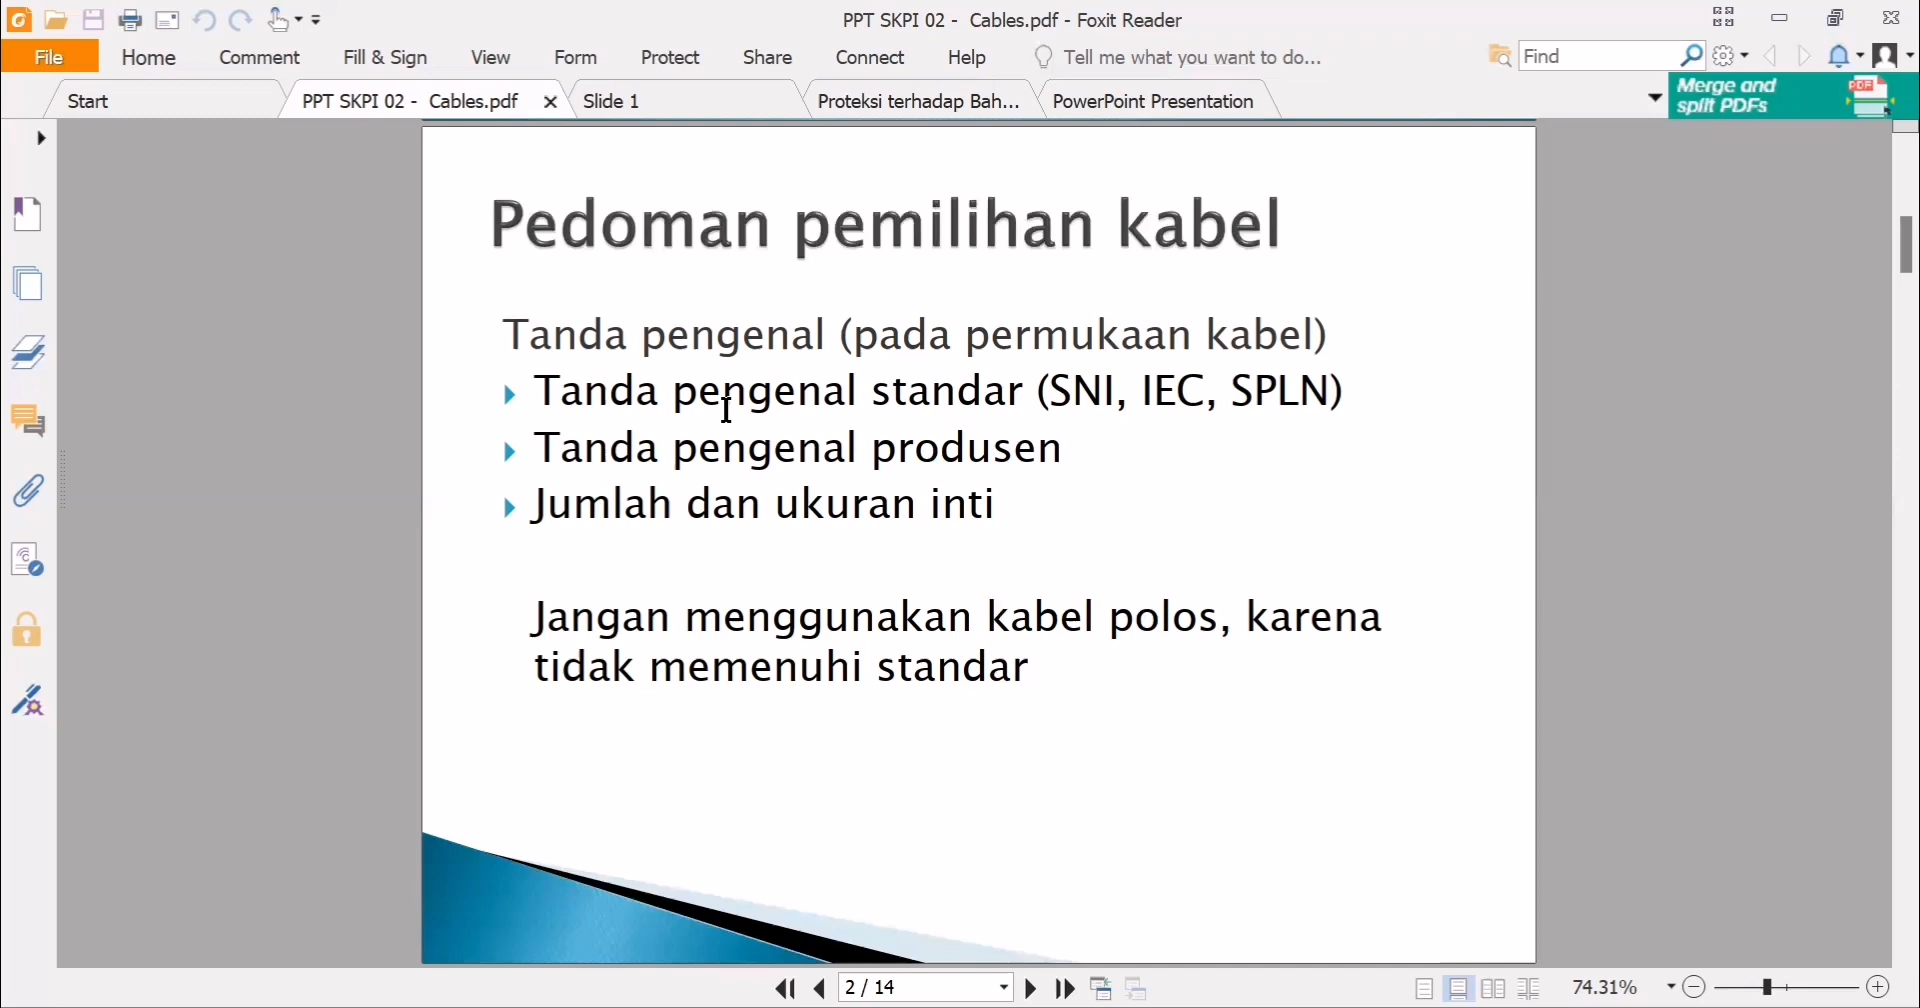 PPT SKPI 02 - Cables.pdf - Foxit Reader
File Home Comment Fill & Sign View Form Protect Share Connect Help Tell me what you want to do... Find
Start PPT SKPI 02 - Cables.pdf Slide 1 Proteksi terhadap Bah... PowerPoint Presentation
Merge and
split PDFs
PDF
Pedoman pemilihan kabel
Tanda pengenal (pada permukaan kabel)
Tanda pengenal standar (SNI, IEC, SPLN)
Tanda pengenal produsen
Jumlah dan ukuran inti
Jangan menggunakan kabel polos, karena
tidak memenuhi standar
2 / 14
74.31%